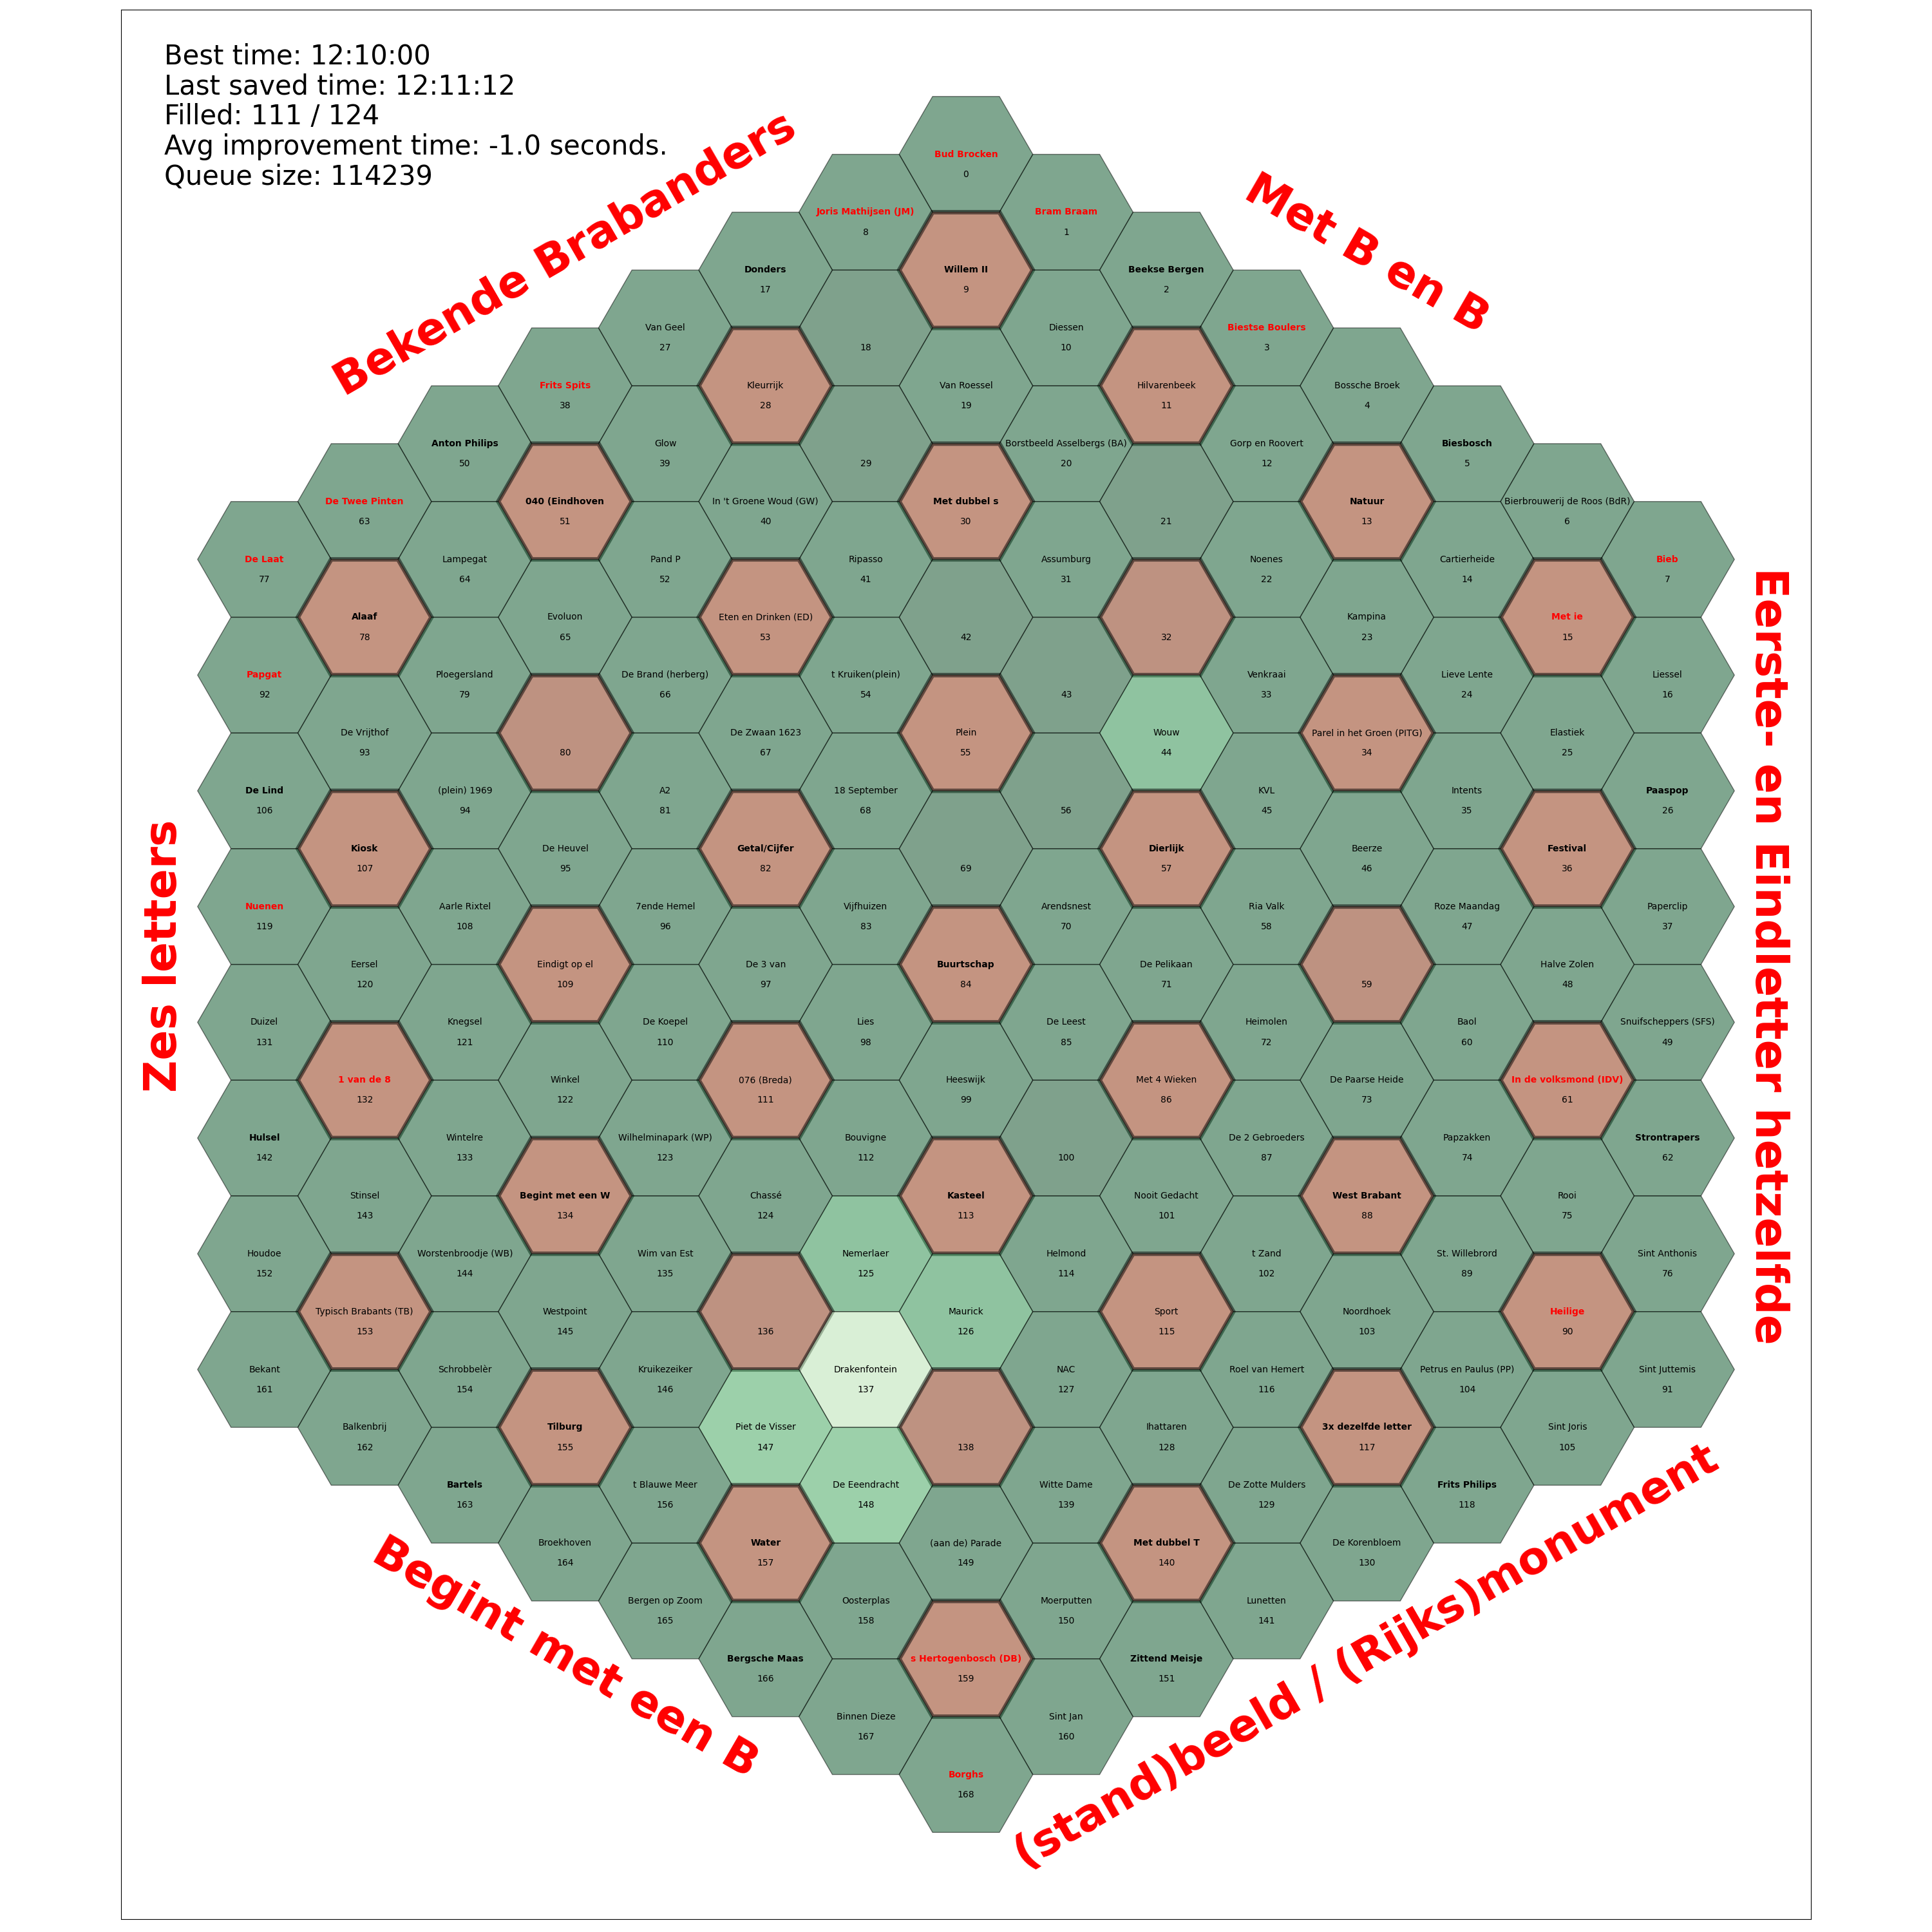 Best time: 12:10:00
Last saved time: 12:11:12
Filled: 111 / 124
Avg improvement time: -1.0 seconds.
Queue size: 114239
Bekende Brabanders
Met B en B
Eerste- en Eindletter hetzelfde
(stand)beeld / (Rijks)monument
Begint met een B
Zes letters
Bud Brocken
0
Bram Braam
1
Beekse Bergen
2
Biestse Boulers
3
Bossche Broek
4
Biesbosch
5
Bierbrouwerij de Roos (BdR)
6
Bieb
7
Joris Mathijsen (JM)
8
Willem II
9
Diessen
10
Hilvarenbeek
11
Gorp en Roovert
12
Natuur
13
Cartierheide
14
Met ie
15
Liessel
16
Donders
17
18
Van Roessel
19
Borstbeeld Asselbergs (BA)
20
21
Noenes
22
Kampina
23
Lieve Lente
24
Elastiek
25
Paaspop
26
Van Geel
27
Kleurrijk
28
29
Met dubbel s
30
Assumburg
31
32
Venkraai
33
Parel in het Groen (PITG)
34
Intents
35
Festival
36
Paperclip
37
Frits Spits
38
Glow
39
In 't Groene Woud (GW)
40
Ripasso
41
42
43
Wouw
44
KVL
45
Beerze
46
Roze Maandag
47
Halve Zolen
48
Snuifscheppers (SFS)
49
Anton Philips
50
040 (Eindhoven
51
Pand P
52
Eten en Drinken (ED)
53
t Kruiken(plein)
54
Plein
55
56
Dierlijk
57
Ria Valk
58
59
Baol
60
In de volksmond (IDV)
61
Strontrapers
62
De Twee Pinten
63
Lampegat
64
Evoluon
65
De Brand (herberg)
66
De Zwaan 1623
67
18 September
68
69
Arendsnest
70
De Pelikaan
71
Heimolen
72
De Paarse Heide
73
Papzakken
74
Rooi
75
Sint Anthonis
76
De Laat
77
Alaaf
78
Ploegersland
79
80
A2
81
Getal/Cijfer
82
Vijfhuizen
83
Buurtschap
84
De Leest
85
Met 4 Wieken
86
De 2 Gebroeders
87
West Brabant
88
St. Willebrord
89
Heilige
90
Sint Juttemis
91
Papgat
92
De Vrijthof
93
(plein) 1969
94
De Heuvel
95
7ende Hemel
96
De 3 van
97
Lies
98
Heeswijk
99
100
Nooit Gedacht
101
t Zand
102
Noordhoek
103
Petrus en Paulus (PP)
104
Sint Joris
105
De Lind
106
Kiosk
107
Aarle Rixtel
108
Eindigt op el
109
De Koepel
110
076 (Breda)
111
Bouvigne
112
Kasteel
113
Helmond
114
Sport
115
Roel van Hemert
116
3x dezelfde letter
117
Frits Philips
118
Nuenen
119
Eersel
120
Knegsel
121
Winkel
122
Wilhelminapark (WP)
123
Chassé
124
Nemerlaer
125
Maurick
126
NAC
127
Ihattaren
128
De Zotte Mulders
129
De Korenbloem
130
Duizel
131
1 van de 8
132
Wintelre
133
Begint met een W
134
Wim van Est
135
136
Drakenfontein
137
138
Witte Dame
139
Met dubbel T
140
Lunetten
141
Hulsel
142
Stinsel
143
Worstenbroodje (WB)
144
Westpoint
145
Kruikezeiker
146
Piet de Visser
147
De Eeendracht
148
(aan de) Parade
149
Moerputten
150
Zittend Meisje
151
Houdoe
152
Typisch Brabants (TB)
153
Schrobbelèr
154
Tilburg
155
t Blauwe Meer
156
Water
157
Oosterplas
158
s Hertogenbosch (DB)
159
Sint Jan
160
Bekant
161
Balkenbrij
162
Bartels
163
Broekhoven
164
Bergen op Zoom
165
Bergsche Maas
166
Binnen Dieze
167
Borghs
168